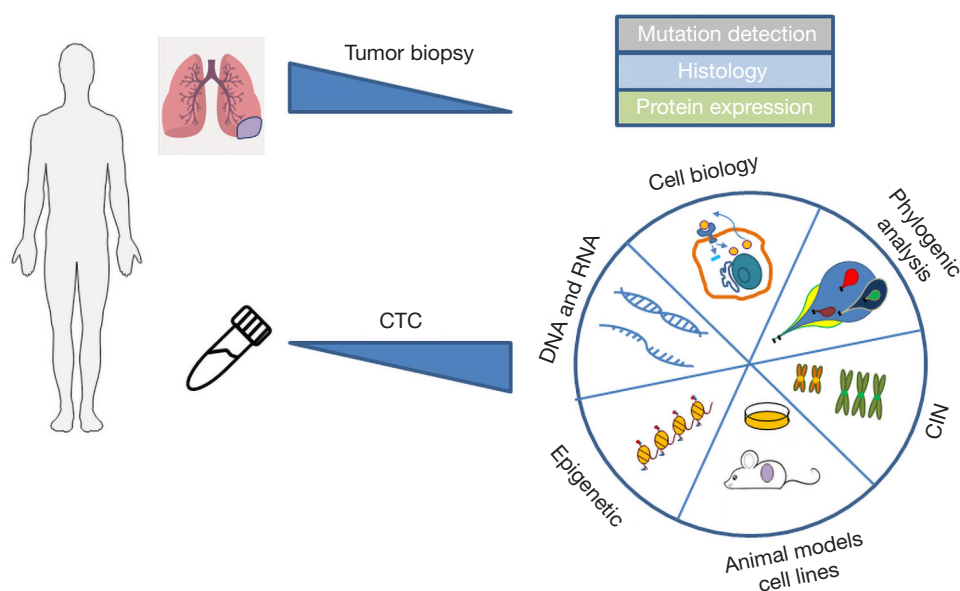 Tumor biopsy
Mutation detection
Histology
Protein expression
CTC
Cell biology
Phylogenic
analysis
CIN
Animal models
cell lines
Epigenetic
DNA and RNA